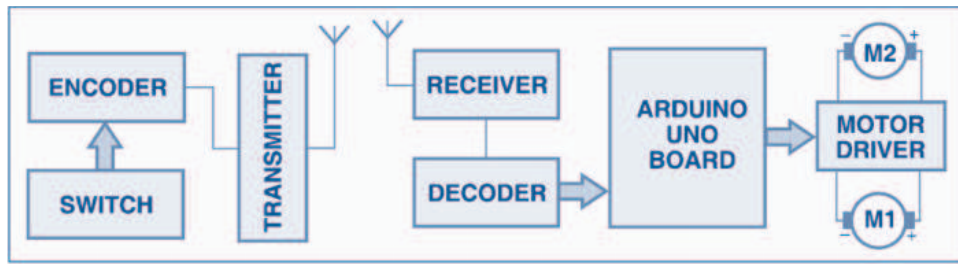 ENCODER
SWITCH
TRANSMITTER
RECEIVER
DECODER
ARDUINO
UNO
BOARD
MOTOR
DRIVER
- M2 +
- M1 +